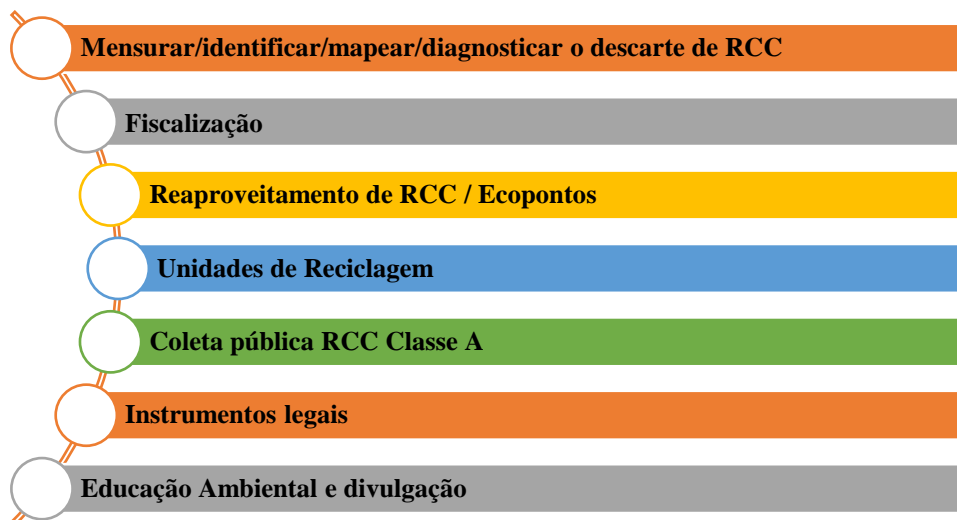 Mensurar/identificar/mapear/diagnosticar o descarte de RCC
Fiscalização
Reaproveitamento de RCC / Ecopontos
Unidades de Reciclagem
Coleta pública RCC Classe A
Instrumentos legais
Educação Ambiental e divulgação